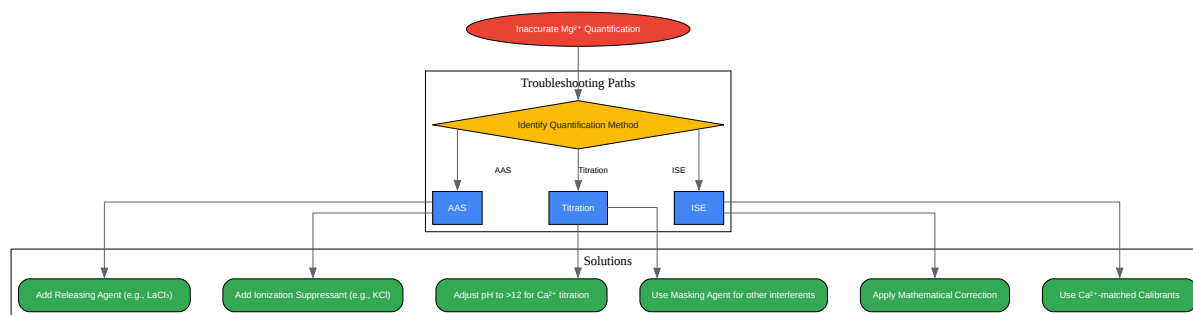 Inaccurate Mg²⁺ Quantification
Troubleshooting Paths
Identify Quantification Method
AAS
Titration
ISE
AAS
Titration
ISE
Solutions
Add Releasing Agent (e.g., LaCl₃)
Add Ionization Suppressant (e.g., KCl)
Adjust pH to >12 for Ca²⁺ titration
Use Masking Agent for other interferents
Apply Mathematical Correction
Use Ca²⁺-matched Calibrants